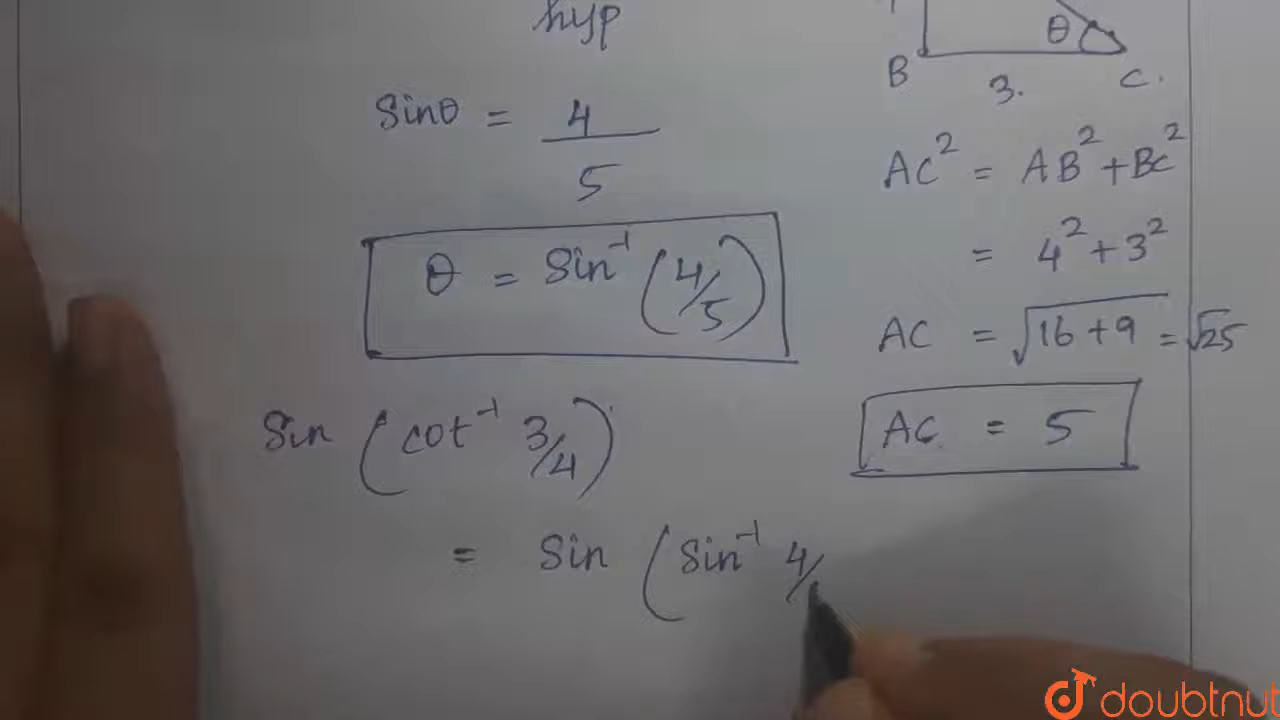 hyp
θ
B 3. C.
Sinθ = 4/5
AC² = AB² + BC²
θ = Sin⁻¹ (4/5)
= 4² + 3²
AC = √16 + 9 = √25
Sin (cot⁻¹ 3/4)
AC = 5
= Sin (Sin⁻¹ 4/
doubtnut